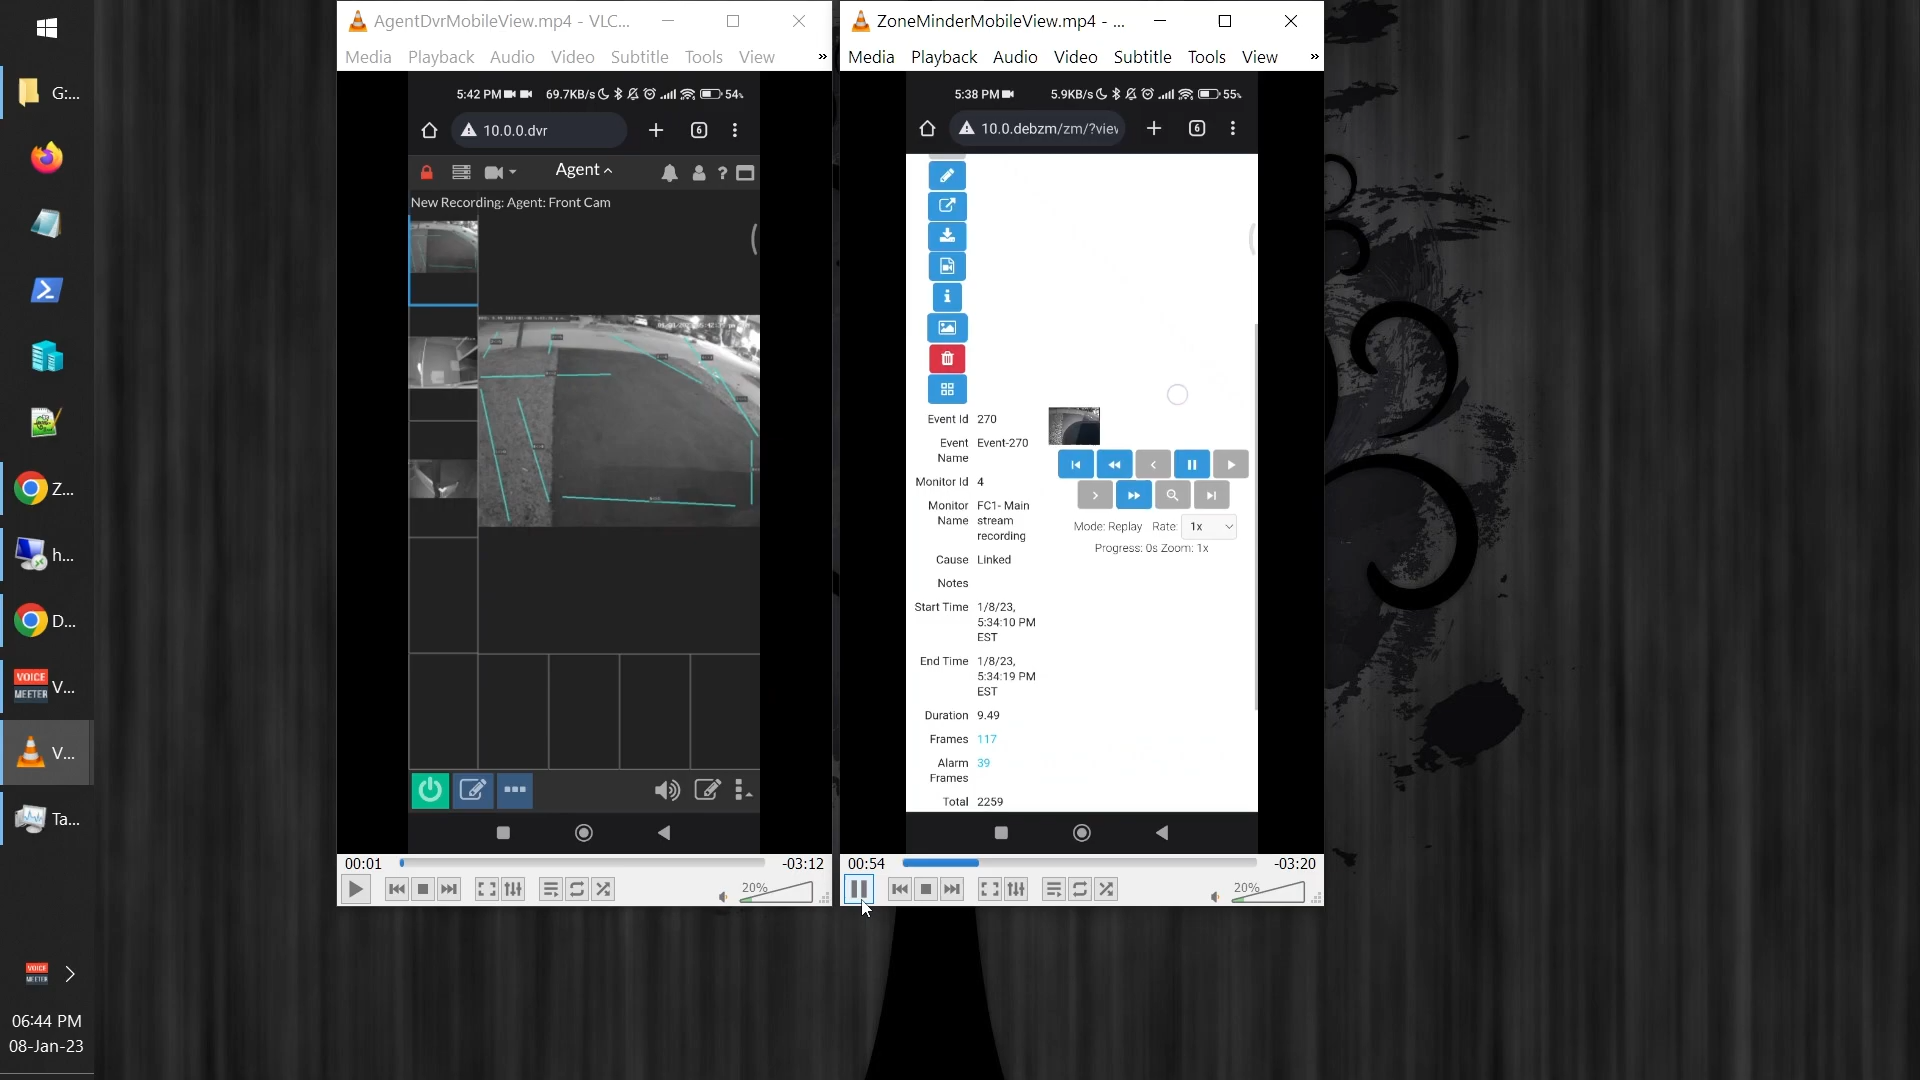 AgentDvrMobileView.mp4 - VLC...
ZoneMinderMobileView.mp4 - ...
Media Playback Audio Video Subtitle Tools View »
Media Playback Audio Video Subtitle Tools View »
G:...
Z...
h...
D...
VOICE MEETER V...
V...
Ta...
06:44 PM
08-Jan-23
5:42 PM 69.7KB/s 54%
10.0.0.dvr 6
Agent
?
New Recording: Agent: Front Cam
00:01 -03:12
20%
5:38 PM 5.9KB/s 55%
10.0.debzm/zm/?view 6
Event Id 270
Event Name Event-270
Monitor Id 4
Monitor Name FC1- Main stream recording
Cause Linked
Notes
Start Time 1/8/23, 5:34:10 PM EST
End Time 1/8/23, 5:34:19 PM EST
Duration 9.49
Frames 117
Alarm Frames 39
Total 2259
Mode: Replay Rate: 1x
Progress: 0s Zoom: 1x
00:54 -03:20
20%